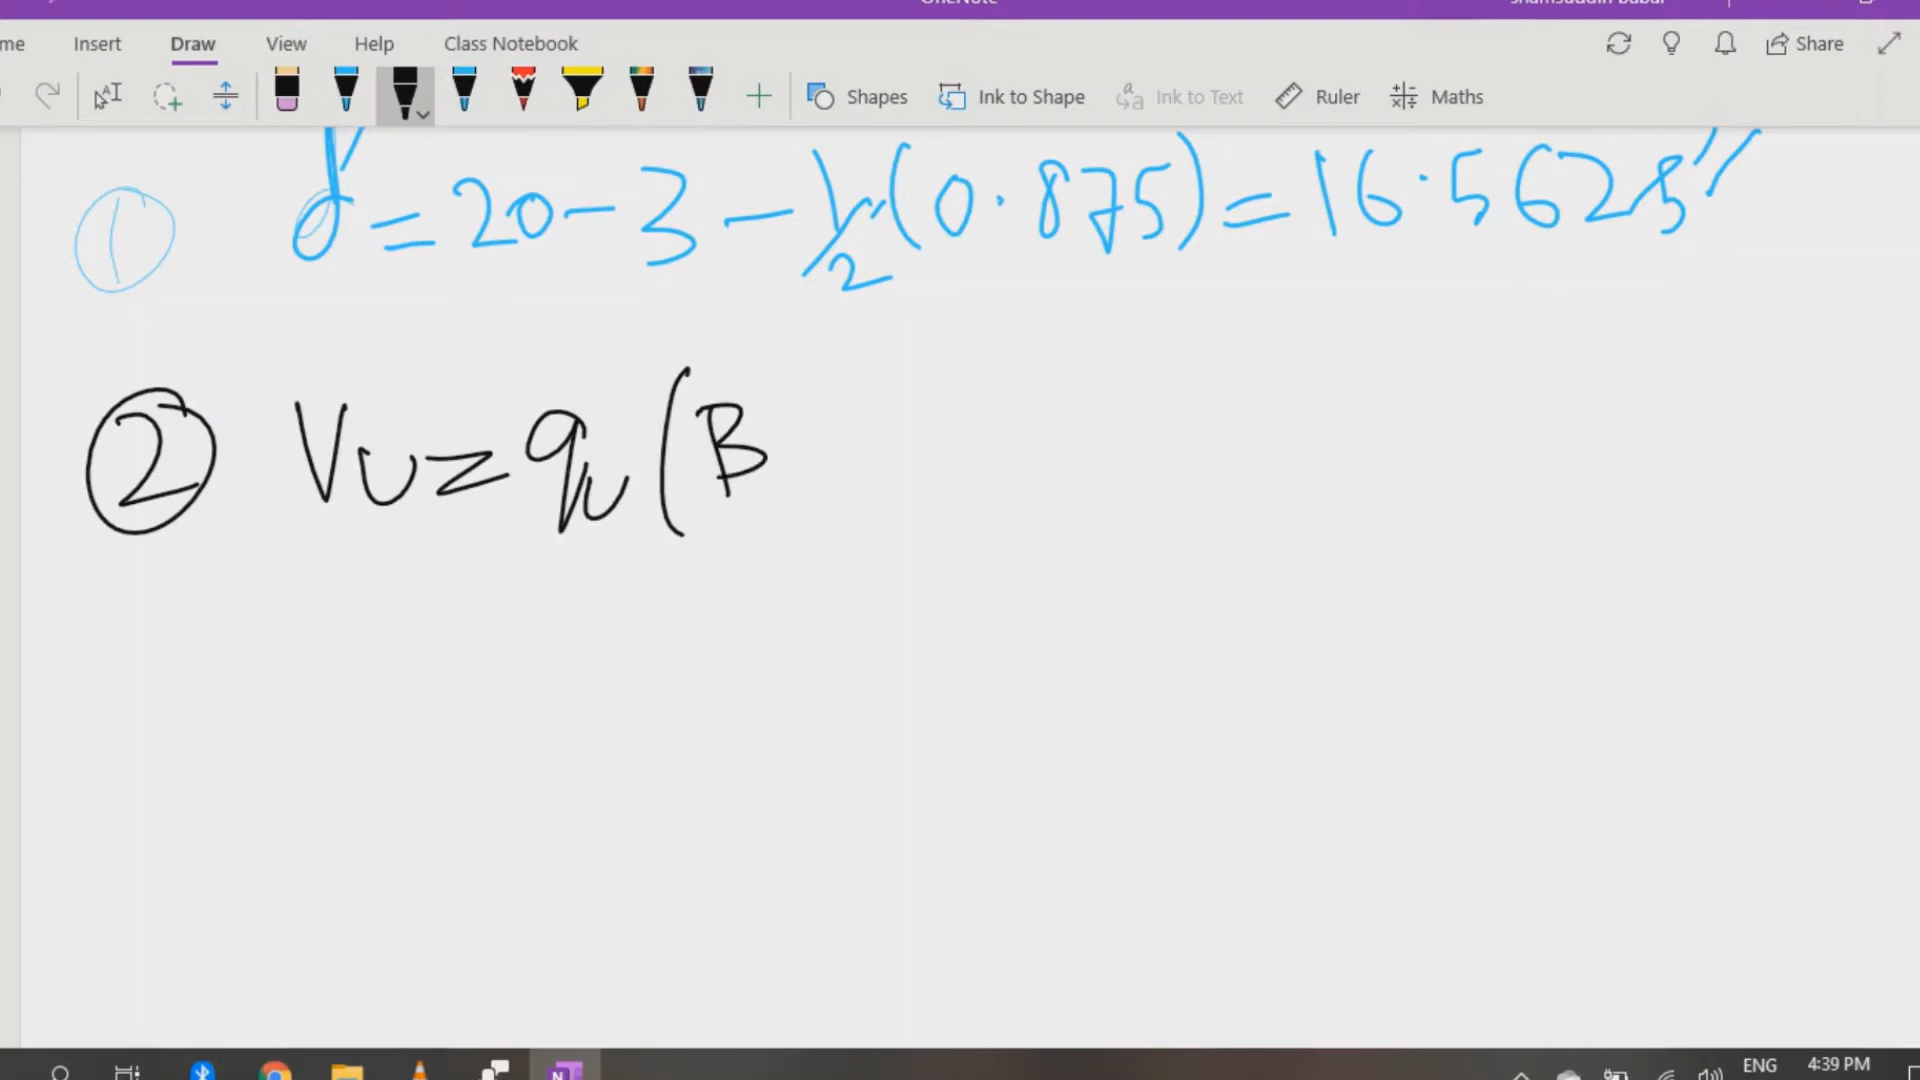 me Insert Draw View Help Class Notebook Share
Shapes Ink to Shape Ink to Text Ruler Maths
① d = 20 - 3 - 1/2 (0.875) = 16.5625"
② Vu = qu (B
ENG 4:39 PM